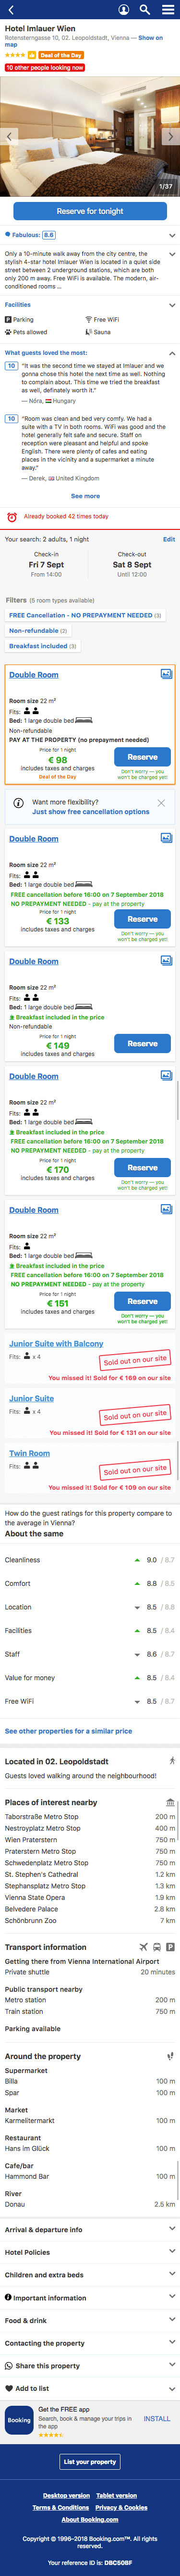 Hotel Imlauer Wien
Rotensterngasse 10, 02. Leopoldstadt, Vienna — Show on
map
Deal of the Day
10 other people looking now
1/37
Reserve for tonight
Fabulous: 8.6
Only a 10-minute walk away from the city centre, the
stylish 4-star hotel Imlauer Wien is located in a quiet side
street between 2 underground stations, which are both
only 200 m away. Free WiFi is available. The modern, air-
conditioned rooms ...
Facilities
Parking
Free WiFi
Pets allowed
Sauna
What guests loved the most:
10 "It was the second time we stayed at Imlauer and we gonna
chose this hotel the next time as well. Nothing
to complain about. This time we tried the breakfast
as well, definitely worth it."
— Nóra, Hungary
10 "Room was clean and bed very comfy. We had a
suite with a TV in both rooms. WiFi was good and the
hotel generally felt safe and secure. Staff on
reception were pleasant and helpful and spoke
English. There were plenty of cafe and eating
places in the vicinity and a supermarket a minute
away."
— Derek, United Kingdom
See more
Already booked 42 times today
Your search: 2 adults, 1 night
Edit
Check-in
Fri 7 Sept
From 14:00
Check-out
Sat 8 Sept
Until 12:00
Filters (5 room types available)
FREE Cancellation - NO PREPAYMENT NEEDED (3)
Non-refundable (2)
Breakfast included (3)
Double Room
Room size 22 m²
Fits:
Bed: 1 large double bed
Non-refundable
PAY AT THE PROPERTY (no prepayment needed)
Price for 1 night
€ 98
includes taxes and charges
Deal of the Day
Reserve
Don't worry — you
won't be charged yet!
Want more flexibility?
Just show free cancellation options
Double Room
Room size 22 m²
Fits:
Bed: 1 large double bed
FREE cancellation before 16:00 on 7 September 2018
NO PREPAYMENT NEEDED - pay at the property
Price for 1 night
€ 133
includes taxes and charges
Reserve
Don't worry — you
won't be charged yet!
Double Room
Room size 22 m²
Fits:
Bed: 1 large double bed
Breakfast included in the price
Non-refundable
Price for 1 night
€ 149
includes taxes and charges
Reserve
Double Room
Room size 22 m²
Fits:
Bed: 1 large double bed
Breakfast included in the price
FREE cancellation before 16:00 on 7 September 2018
NO PREPAYMENT NEEDED - pay at the property
Price for 1 night
€ 170
includes taxes and charges
Reserve
Don't worry — you
won't be charged yet!
Double Room
Room size 22 m²
Fits:
Bed: 1 large double bed
Breakfast included in the price
FREE cancellation before 16:00 on 7 September 2018
NO PREPAYMENT NEEDED - pay at the property
Price for 1 night
€ 151
includes taxes and charges
Reserve
Don't worry — you
won't be charged yet!
Junior Suite with Balcony
Fits: x 4
Sold out on our site
You missed it! Sold for € 169 on our site
Junior Suite
Fits: x 4
Sold out on our site
You missed it! Sold for € 131 on our site
Twin Room
Fits:
Sold out on our site
You missed it! Sold for € 109 on our site
How do the guest ratings for this property compare to
the average in Vienna?
About the same
Cleanliness 9.0 / 8.7
Comfort 8.8 / 8.5
Location 8.5 / 8.8
Facilities 8.5 / 8.4
Staff 8.6 / 8.7
Value for money 8.5 / 8.4
Free WiFi 8.5 / 8.7
See other properties for a similar price
Located in 02. Leopoldstadt
Guests loved walking around the neighbourhood!
Places of interest nearby
Taborstraße Metro Stop 200 m
Nestroyplatz Metro Stop 400 m
Wien Praterstern 750 m
Praterstern Metro Stop 750 m
Schwedenplatz Metro Stop 750 m
St. Stephen's Cathedral 1.2 km
Stephansplatz Metro Stop 1.3 km
Vienna State Opera 1.9 km
Belvedere Palace 2.8 km
Schönbrunn Zoo 7 km
Transport information
Getting there from Vienna International Airport
Private shuttle 20 minutes
Public transport nearby
Metro station 200 m
Train station 750 m
Parking available
Around the property
Supermarket
Billa 100 m
Spar 100 m
Market
Karmelitermarkt 100 m
Restaurant
Hans im Glück 100 m
Cafe/bar
Hammond Bar 100 m
River
Donau 2.5 km
Arrival & departure info
Hotel Policies
Children and extra beds
Important information
Food & drink
Contacting the property
Share this property
Add to list
Booking
Get the FREE app
Search, book & manage your trips in
the app
INSTALL
List your property
Desktop version Tablet version
Terms & Conditions Privacy & Cookies
About Booking.com
Copyright © 1996-2018 Booking.com™. All rights
reserved.
Your reference ID is: DBC50BF